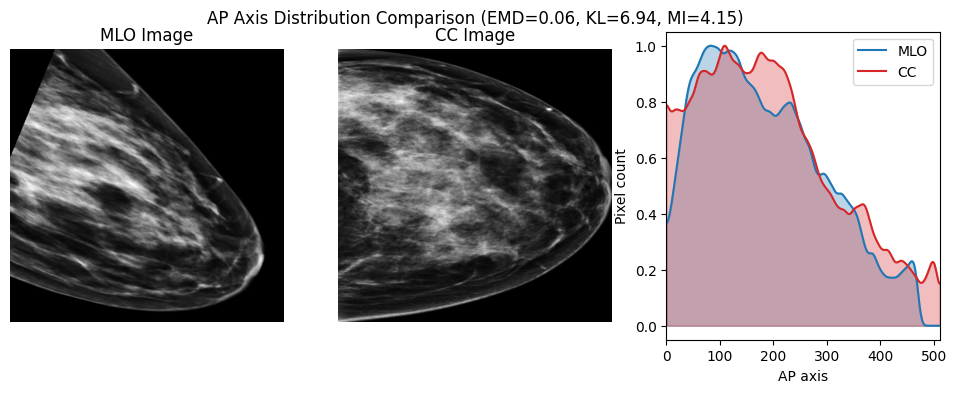 AP Axis Distribution Comparison (EMD=0.06, KL=6.94, MI=4.15)
MLO Image
CC Image
MLO
CC
Pixel count
1.0
0.8
0.6
0.4
0.2
0.0
0 100 200 300 400 500
AP axis